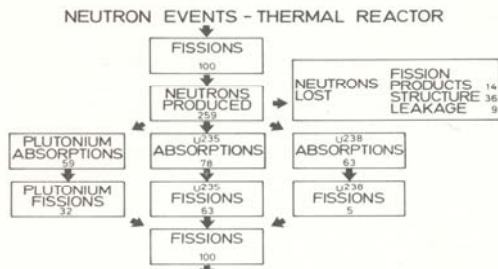 NEUTRON EVENTS - THERMAL REACTOR
FISSIONS
100
NEUTRONS
PRODUCED
259
NEUTRONS
LOST
FISSION
PRODUCTS 14
STRUCTURE 36
LEAKAGE 9
PLUTONIUM
ABSORPTIONS
59
U235
ABSORPTIONS
78
U238
ABSORPTIONS
63
PLUTONIUM
FISSIONS
32
U235
FISSIONS
63
U238
FISSIONS
5
FISSIONS
100